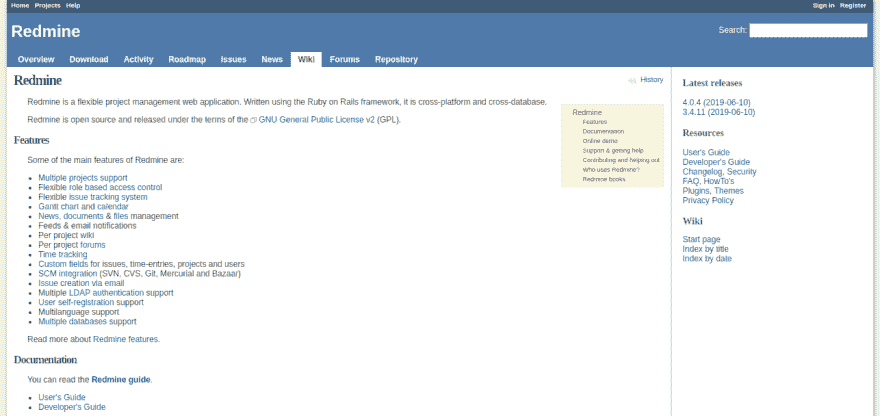 Home Projects Help
Sign in Register
Redmine
Search:
Overview Download Activity Roadmap Issues News Wiki Forums Repository
Redmine
History
Redmine is a flexible project management web application. Written using the Ruby on Rails framework, it is cross-platform and cross-database.
Redmine is open source and released under the terms of the GNU General Public License v2 (GPL).
Redmine
Features
Documentation
Online demo
Support & getting help
Contributing and helping out
Who uses Redmine?
Redmine books
Features
Some of the main features of Redmine are:
Multiple projects support
Flexible role based access control
Flexible issue tracking system
Gantt chart and calendar
News, documents & files management
Feeds & email notifications
Per project wiki
Per project forums
Time tracking
Custom fields for issues, time-entries, projects and users
SCM integration (SVN, CVS, Git, Mercurial and Bazaar)
Issue creation via email
Multiple LDAP authentication support
User self-registration support
Multilanguage support
Multiple databases support
Read more about Redmine features.
Documentation
You can read the Redmine guide.
User's Guide
Developer's Guide
Latest releases
4.0.4 (2019-06-10)
3.4.11 (2019-06-10)
Resources
User's Guide
Developer's Guide
Changelog, Security
FAQ, HowTo's
Plugins, Themes
Privacy Policy
Wiki
Start page
Index by title
Index by date